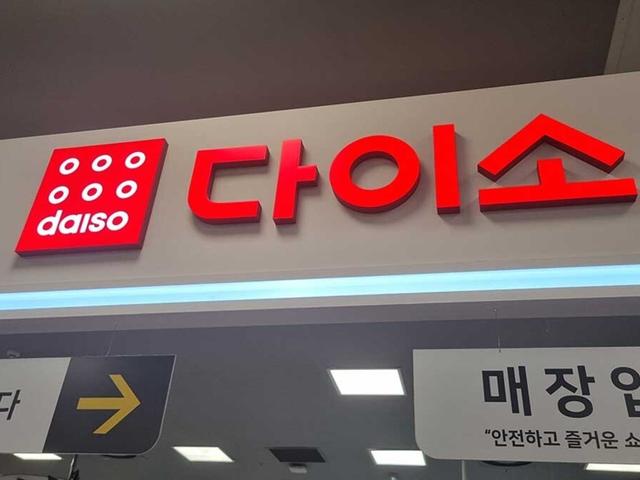 daiso
다이소
다
매장
"안전하고 즐거운